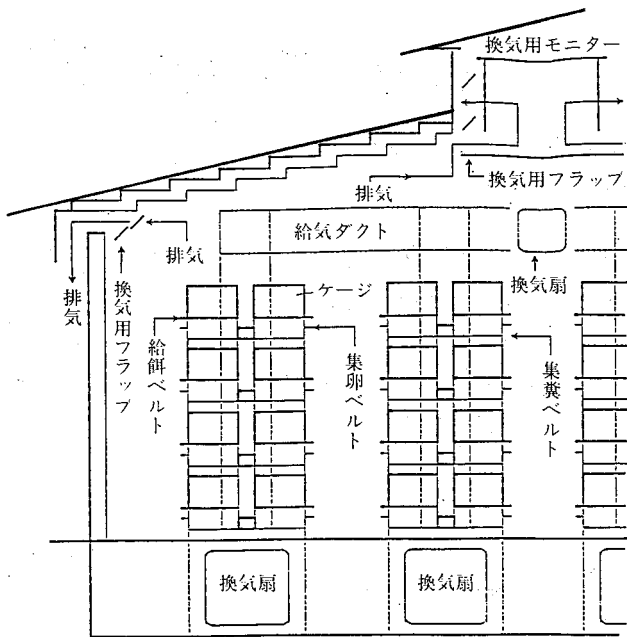 換気用モニター
排気
換気用フラップ
給気ダクト
排気
換気扇
排気
換気用フラップ
ケージ
給餌ベルト
集卵ベルト
集糞ベルト
換気扇
換気扇